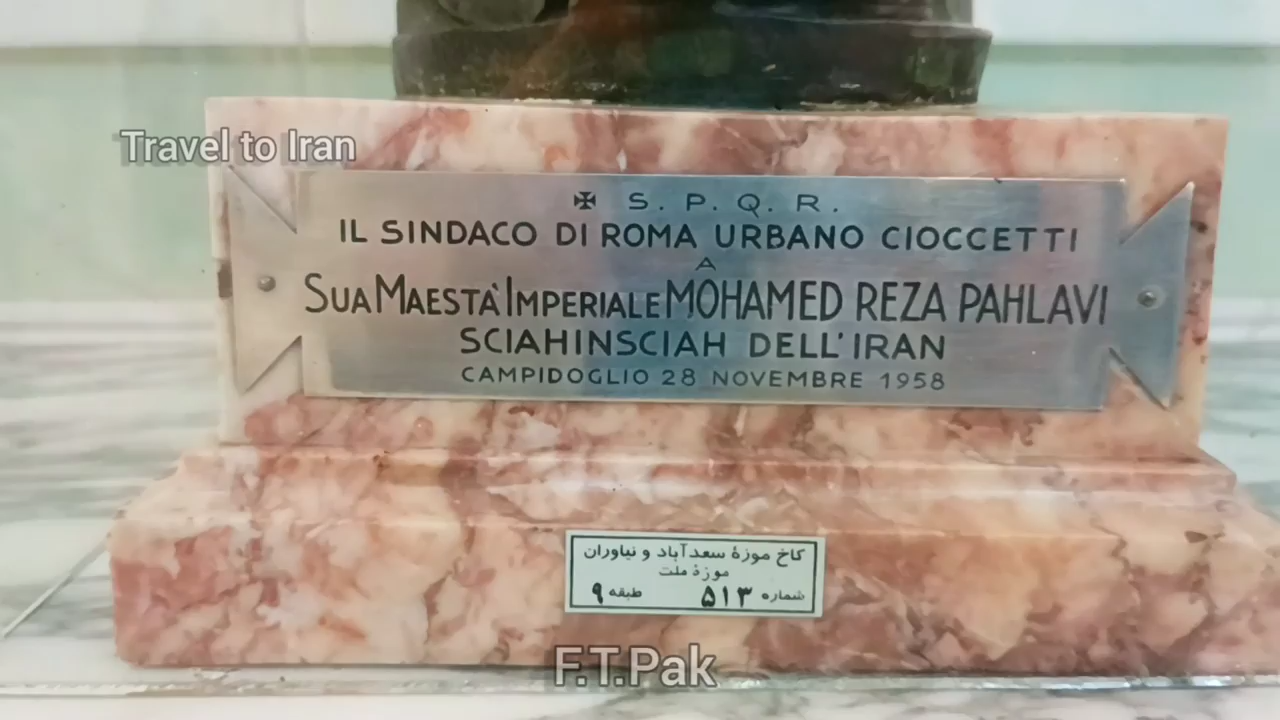 Travel to Iran
✠ S. P. Q. R.
IL SINDACO DI ROMA URBANO CIOCCETTI
A
SUA MAESTÀ IMPERIALE MOHAMED REZA PAHLAVI
SCIAHINSCIAH DELL'IRAN
CAMPIDOGLIO 28 NOVEMBRE 1958
کاخ موزهٔ سعدآباد و نیاوران
موزهٔ ملت
شماره ۵۱۳ طبقه ۹
F.T.Pak